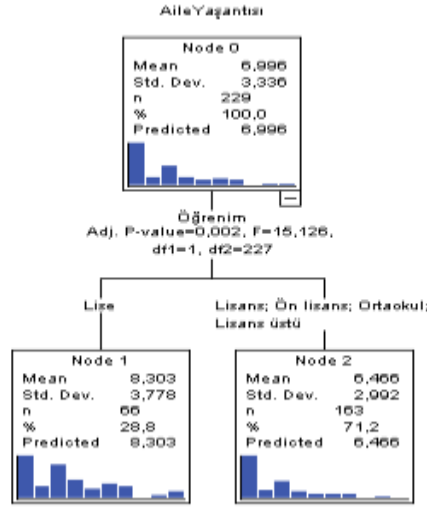 AileYaşantısı
Node 0
Mean 6,996
Std. Dev. 3,336
n 229
% 100,0
Predicted 6,996
Öğrenim
Adj. P-value=0,002, F=15,126,
df1=1, df2=227
Lise
Lisans; Ön lisans; Ortaokul;
Lisans üstü
Node 1
Mean 8,303
Std. Dev. 3,778
n 66
% 28,8
Predicted 8,303
Node 2
Mean 6,466
Std. Dev. 2,992
n 163
% 71,2
Predicted 6,466